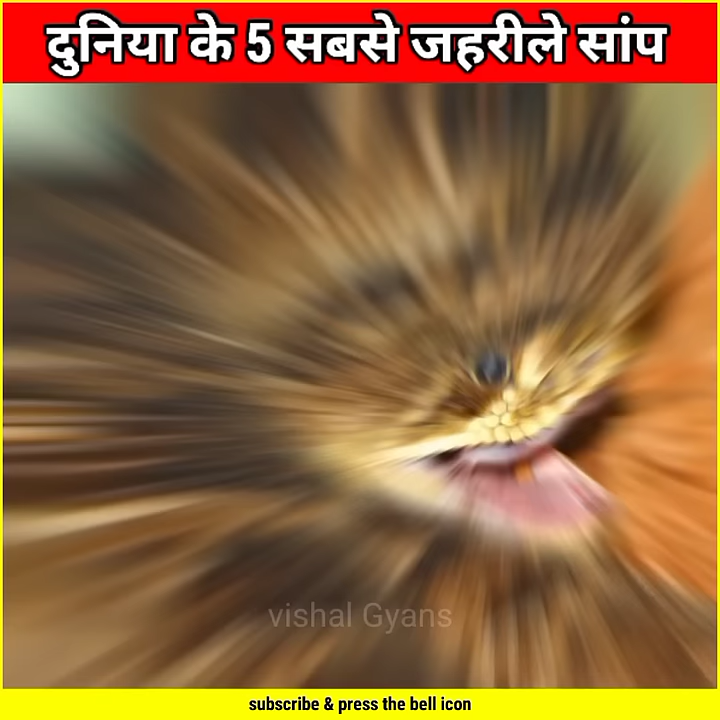 दुनिया के 5 सबसे जहरीले सांप
vishal Gyans
subscribe & press the bell icon